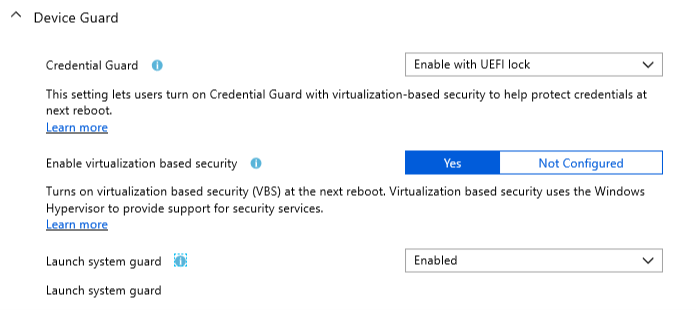 Device Guard
Credential Guard
Enable with UEFI lock
This setting lets users turn on Credential Guard with virtualization-based security to help protect credentials at
next reboot.
Learn more
Enable virtualization based security
Yes
Not Configured
Turns on virtualization based security (VBS) at the next reboot. Virtualization based security uses the Windows
Hypervisor to provide support for security services.
Learn more
Launch system guard
Enabled
Launch system guard